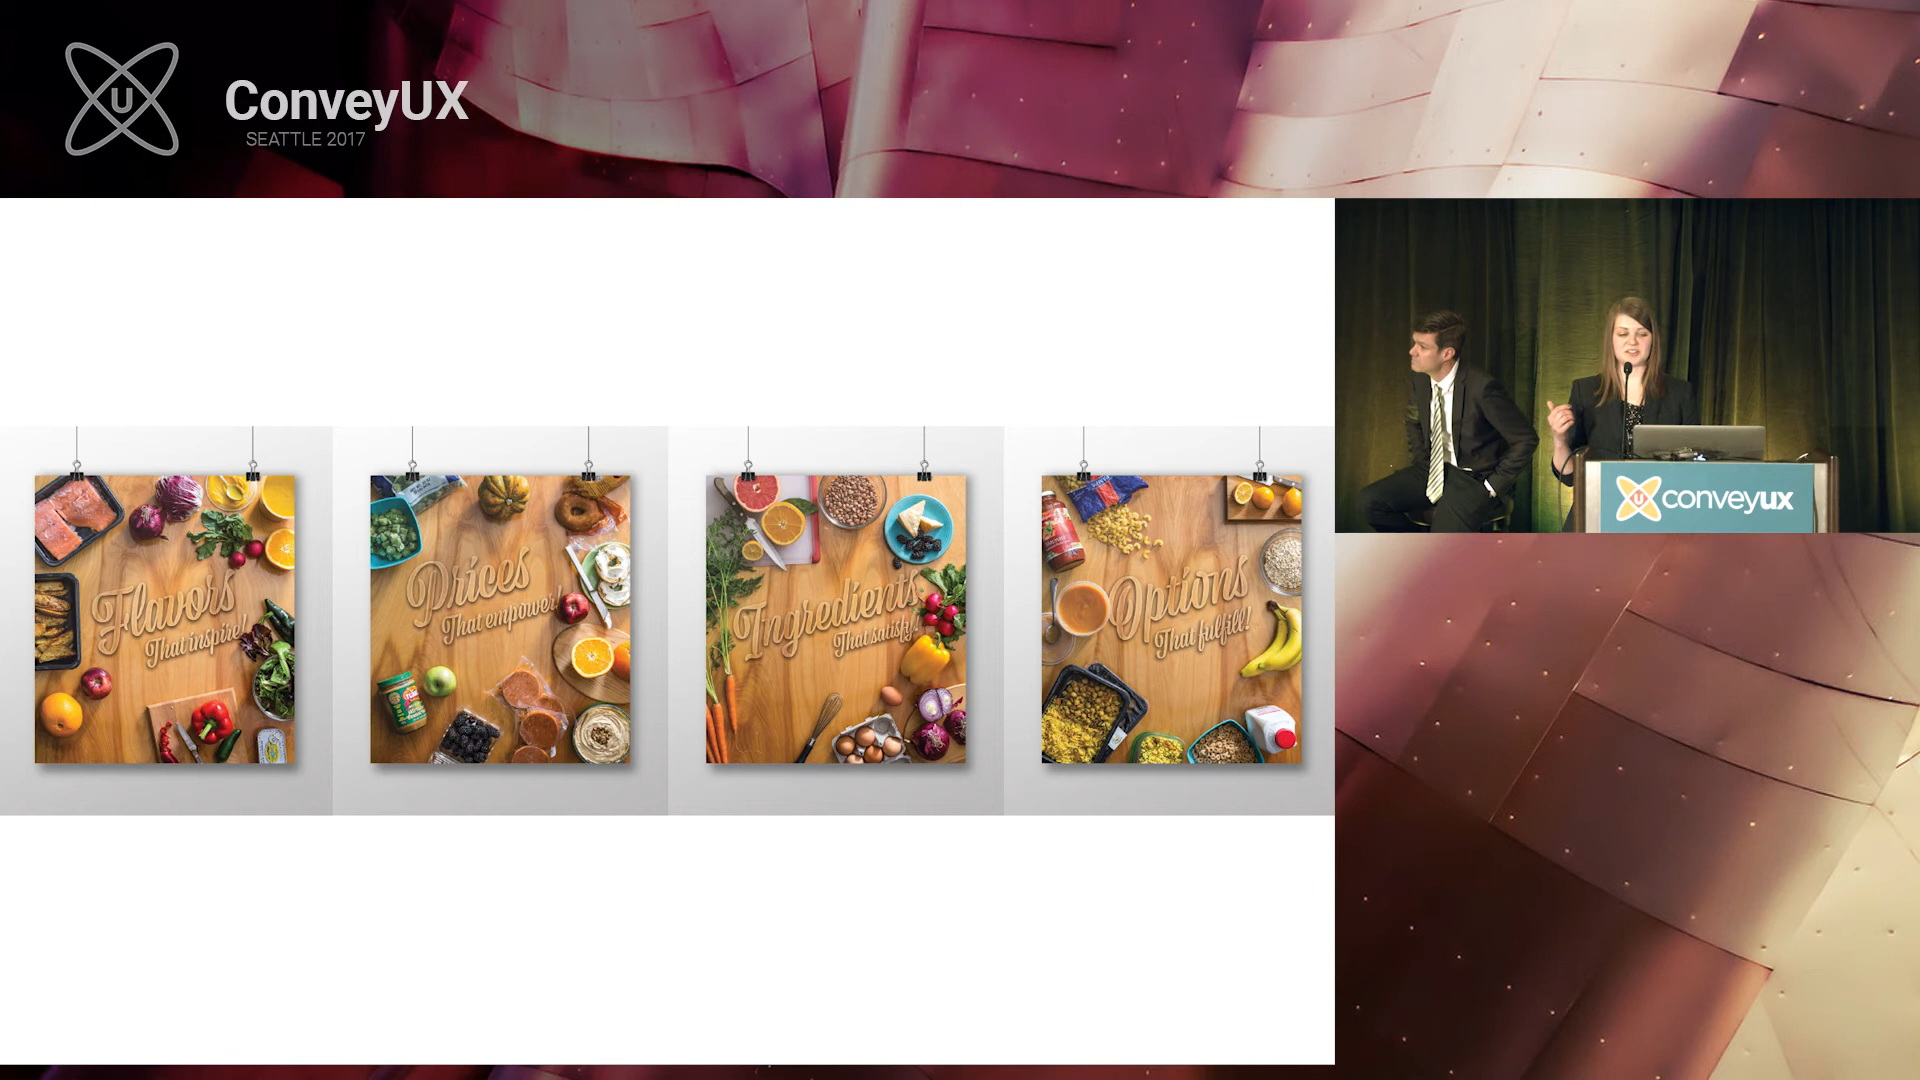 U
ConveyUX
SEATTLE 2017
Flavors
That inspire!
Prices
That empower!
Ingredients
That satisfy!
Options
That fulfill!
U conveyux